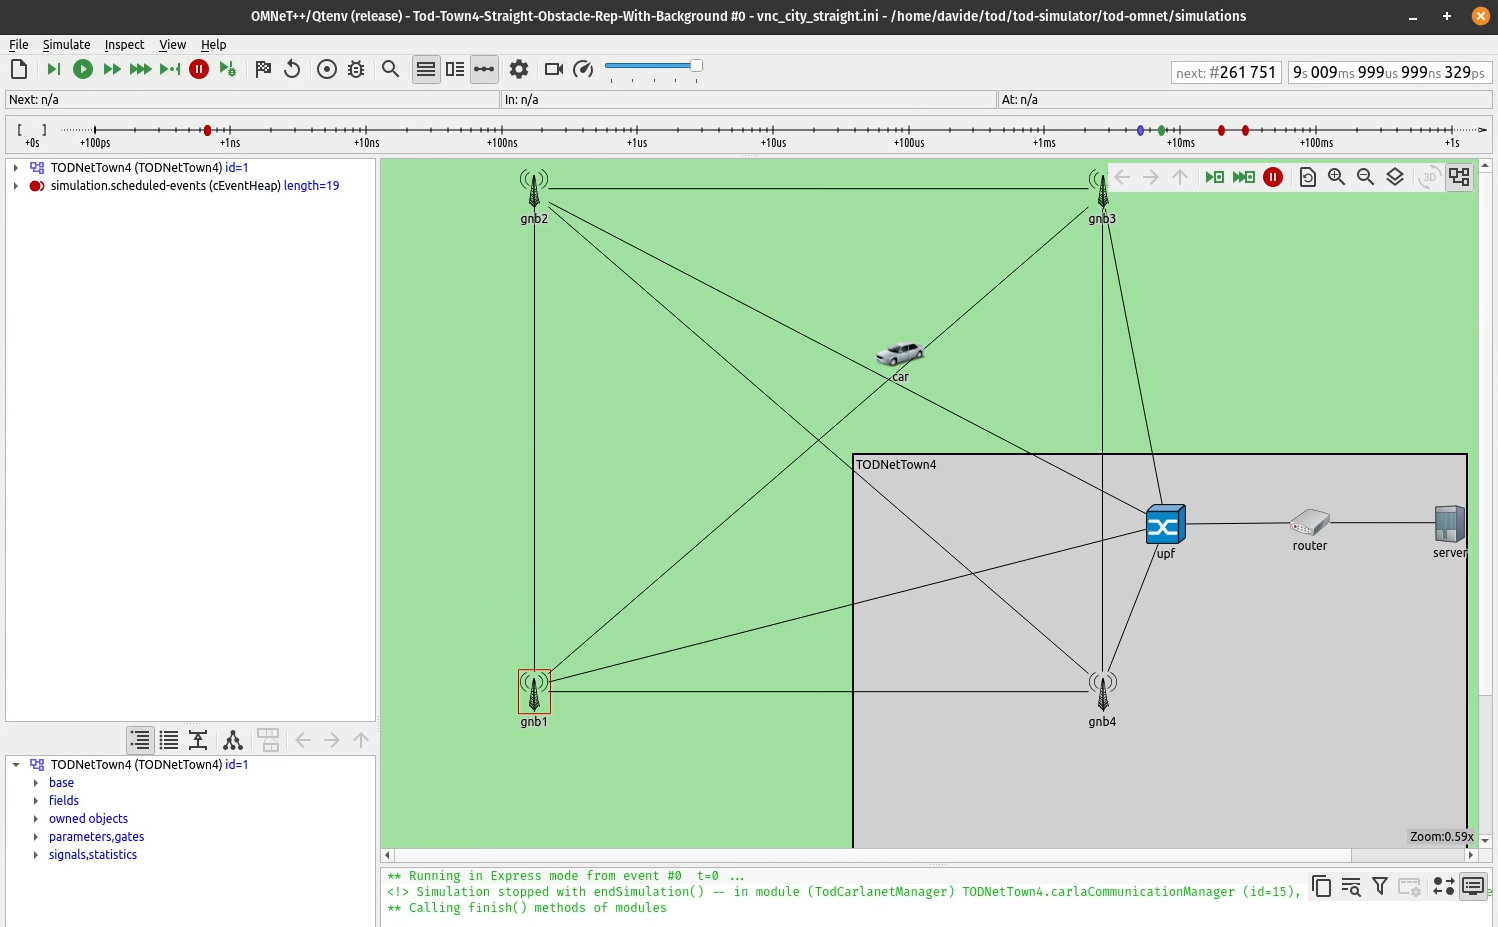 OMNeT++/Qtenv (release) - Tod-Town4-Straight-Obstacle-Rep-With-Background #0 - vnc_city_straight.ini - /home/davide/tod/tod-simulator/tod-omnet/simulations
File Simulate Inspect View Help
next: #261 751 9s 009ms 999us 999ns 329ps
Next: n/a In: n/a At: n/a
[ ]
+0s +100ps +1ns +10ns +100ns +1us +10us +100us +1ms +10ms +100ms +1s
TODNetTown4 (TODNetTown4) id=1
simulation.scheduled-events (cEventHeap) length=19
3D
gnb2
gnb3
car
TODNetTown4
upf
router
server
gnb1
gnb4
Zoom:0.59x
TODNetTown4 (TODNetTown4) id=1
base
fields
owned objects
parameters,gates
signals,statistics
** Running in Express mode from event #0 t=0 ...
<!> Simulation stopped with endSimulation() -- in module (TodCarlanetManager) TODNetTown4.carlaCommunicationManager (id=15),
** Calling finish() methods of modules